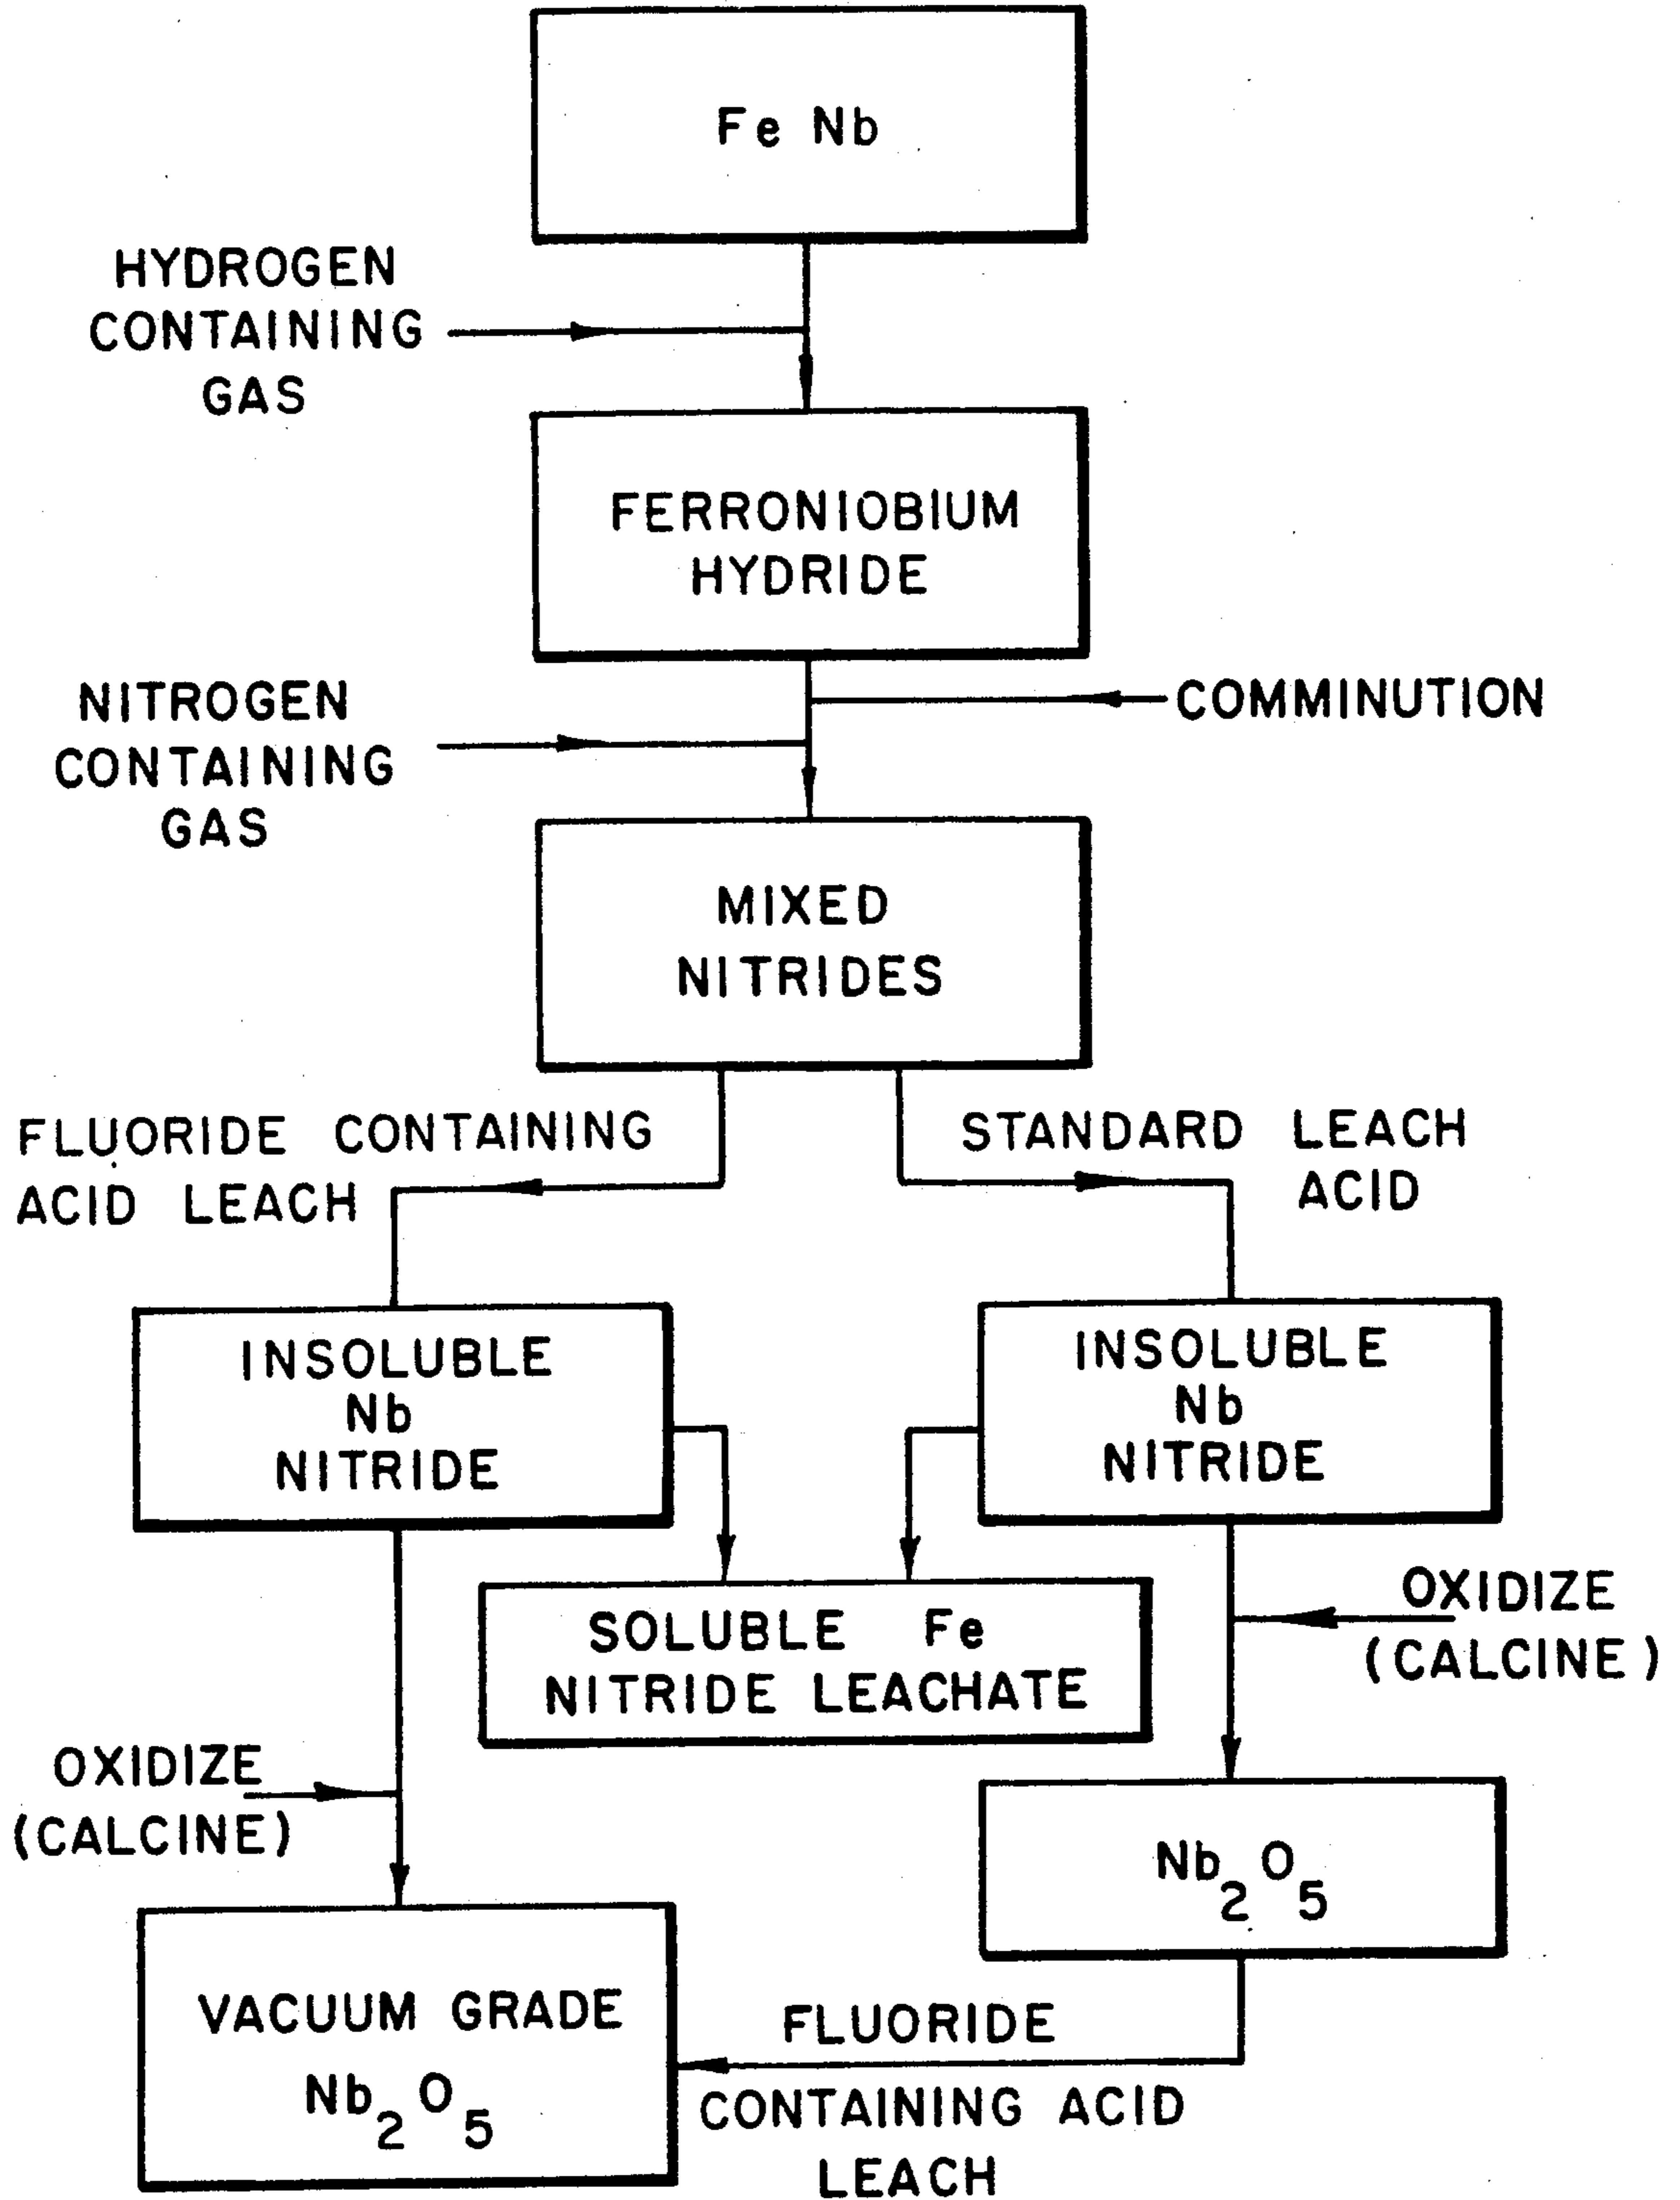 Fe Nb
HYDROGEN
CONTAINING
GAS
FERRONIOBIUM
HYDRIDE
NITROGEN
CONTAINING
GAS
COMMINUTION
MIXED
NITRIDES
FLUORIDE CONTAINING
ACID LEACH
STANDARD LEACH
ACID
INSOLUBLE
Nb
NITRIDE
INSOLUBLE
Nb
NITRIDE
SOLUBLE Fe
NITRIDE LEACHATE
OXIDIZE
(CALCINE)
OXIDIZE
(CALCINE)
Nb2O5
VACUUM GRADE
Nb2O5
FLUORIDE
CONTAINING ACID
LEACH